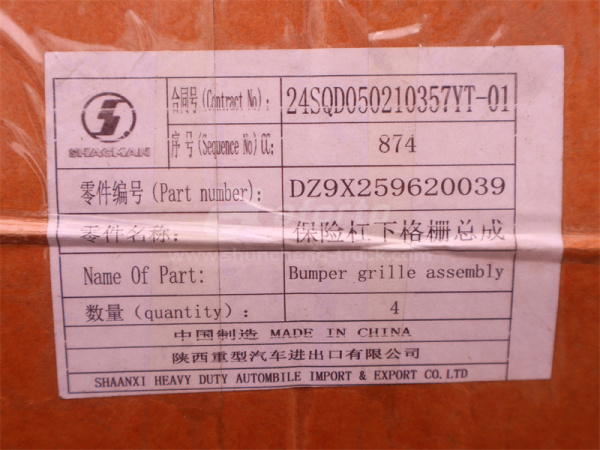 SHACMAN
合同号(Contract No): 24SQD050210357YT-01
序号(Sequence No) CC: 874
零件编号(Part number): DZ9X259620039
零件名称: 保险杠下格栅总成
Name Of Part: Bumper grille assembly
数量(quantity): 4
中国制造 MADE IN CHINA
陕西重型汽车进出口有限公司
SHAANXI HEAVY DUTY AUTOMBILE IMPORT & EXPORT CO.LTD